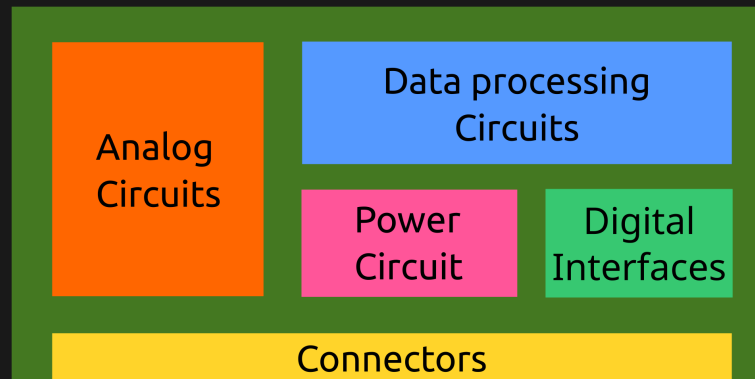 Analog
Circuits
Data processing
Circuits
Power
Circuit
Digital
Interfaces
Connectors